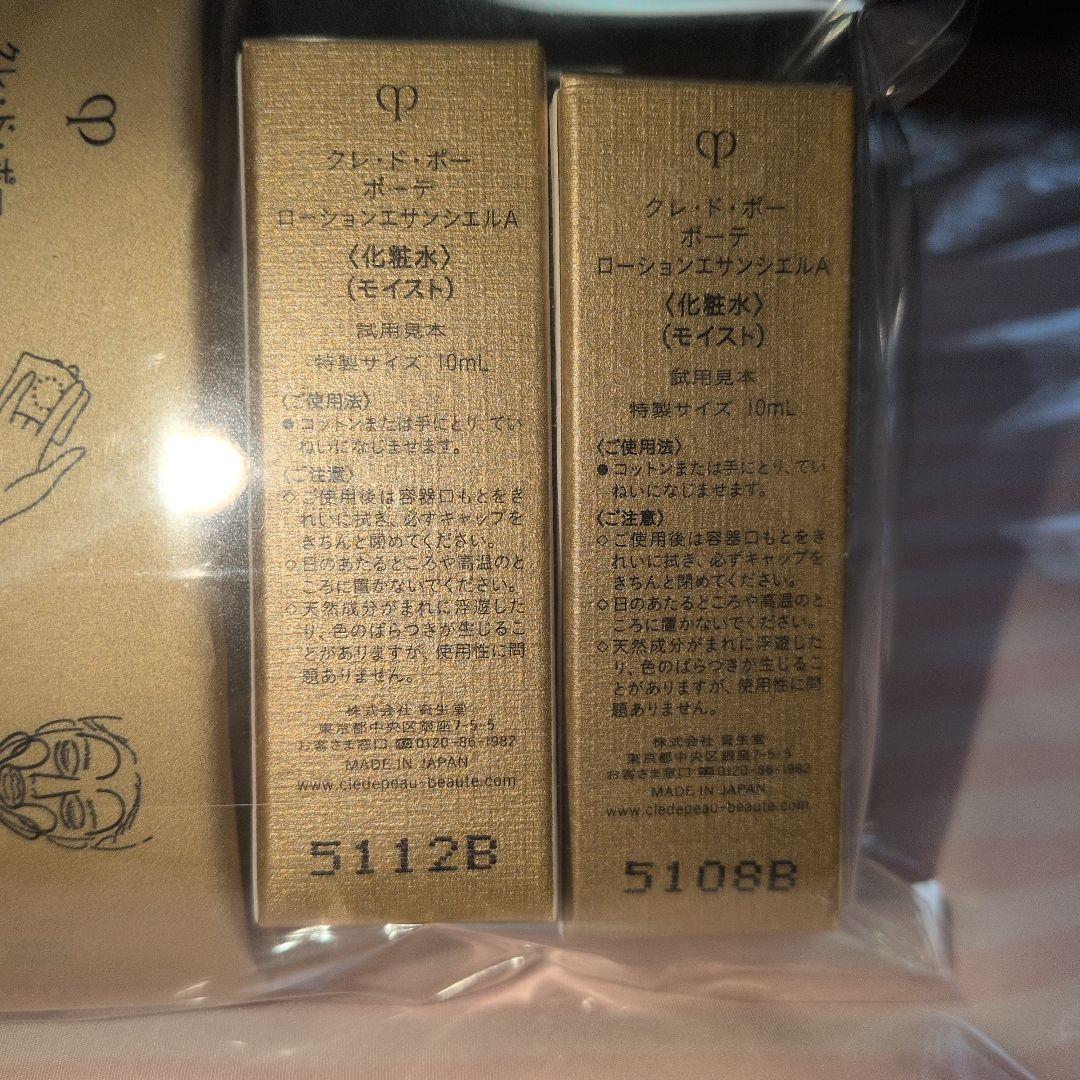 クレ・ド・ポー
クレ・ド・ポー
ボーテ
ローションエサンシエルA
〈化粧水〉
(モイスト)
試用見本
特製サイズ 10mL
〈ご使用法〉
●コットンまたは手にとり、てい
ねいになじませます。
〈ご注意〉
◇ご使用後は容器口もとをき
れいに拭き、必ずキャップを
きちんと閉めてください。
◇日のあたるところや高温のと
ころに置かないでください。
◇天然成分がまれに浮遊した
り、色のばらつきが生じるこ
とがありますが、使用性に問
題ありません。
株式会社 資生堂
東京都中央区銀座7-5-5
お客さま窓口 0120-86-1982
MADE IN JAPAN
www.cledepeau-beaute.com
5112B
クレ・ド・ポー
ボーテ
ローションエサンシエルA
〈化粧水〉
(モイスト)
試用見本
特製サイズ 10mL
〈ご使用法〉
●コットンまたは手にとり、てい
ねいになじませます。
〈ご注意〉
◇ご使用後は容器口もとをき
れいに拭き、必ずキャップを
きちんと閉めてください。
◇日のあたるところや高温のと
ころに置かないでください。
◇天然成分がまれに浮遊した
り、色のばらつきが生じるこ
とがありますが、使用性に問
題ありません。
株式会社 資生堂
東京都中央区銀座7-5-5
お客さま窓口 0120-86-1982
MADE IN JAPAN
www.cledepeau-beaute.com
5108B